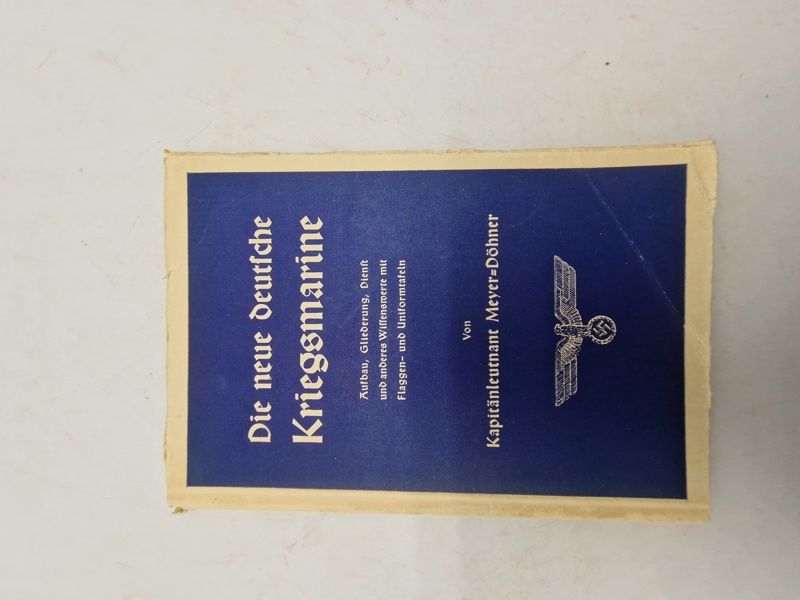 Die neue deutſche
Kriegsmarine
Aufbau, Gliederung, Dienſt
und anderes Wiſſenswerte mit
Flaggen- und Uniformtafeln
Von
Kapitänleutnant Meyer=Döhner